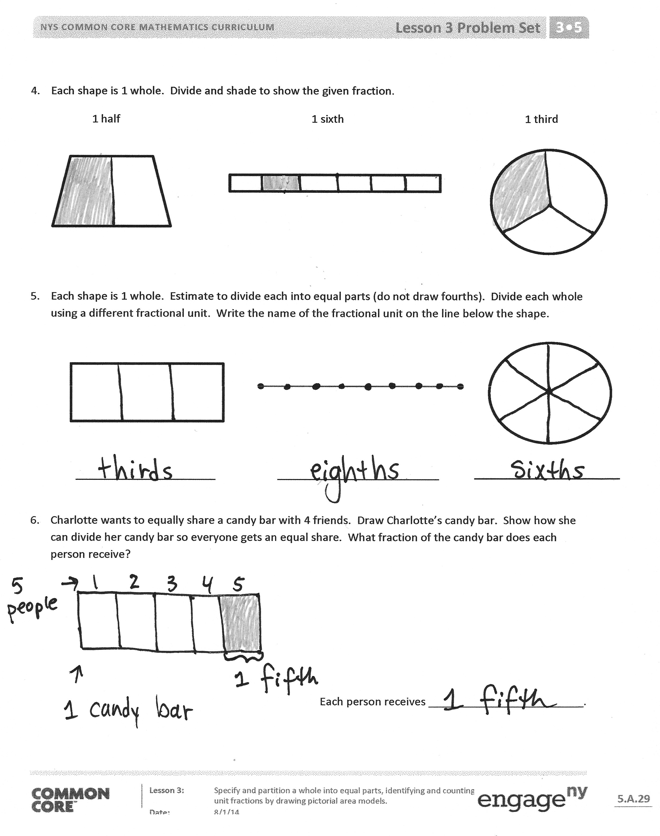 NYS COMMON CORE MATHEMATICS CURRICULUM
Lesson 3 Problem Set
3•5
4. Each shape is 1 whole. Divide and shade to show the given fraction.
1 half
1 sixth
1 third
5. Each shape is 1 whole. Estimate to divide each into equal parts (do not draw fourths). Divide each whole
using a different fractional unit. Write the name of the fractional unit on the line below the shape.
thirds
eighths
sixths
6. Charlotte wants to equally share a candy bar with 4 friends. Draw Charlotte's candy bar. Show how she
can divide her candy bar so everyone gets an equal share. What fraction of the candy bar does each
person receive?
5 → 1 2 3 4 5
people
1 fifth
↑
1 candy bar
Each person receives 1 fifth.
COMMON
CORE™
Lesson 3:
Date:
Specify and partition a whole into equal parts, identifying and counting
unit fractions by drawing pictorial area models.
8/1/14
engage ny
5.A.29